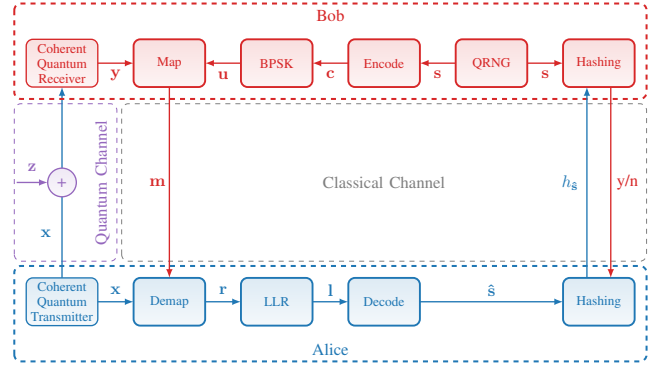 Bob
Coherent
Quantum
Receiver
y
Map
u
BPSK
c
Encode
s
QRNG
s
Hashing
z
+
x
Quantum Channel
m
Classical Channel
hŝ
y/n
Coherent
Quantum
Transmitter
x
Demap
r
LLR
l
Decode
ŝ
Hashing
Alice